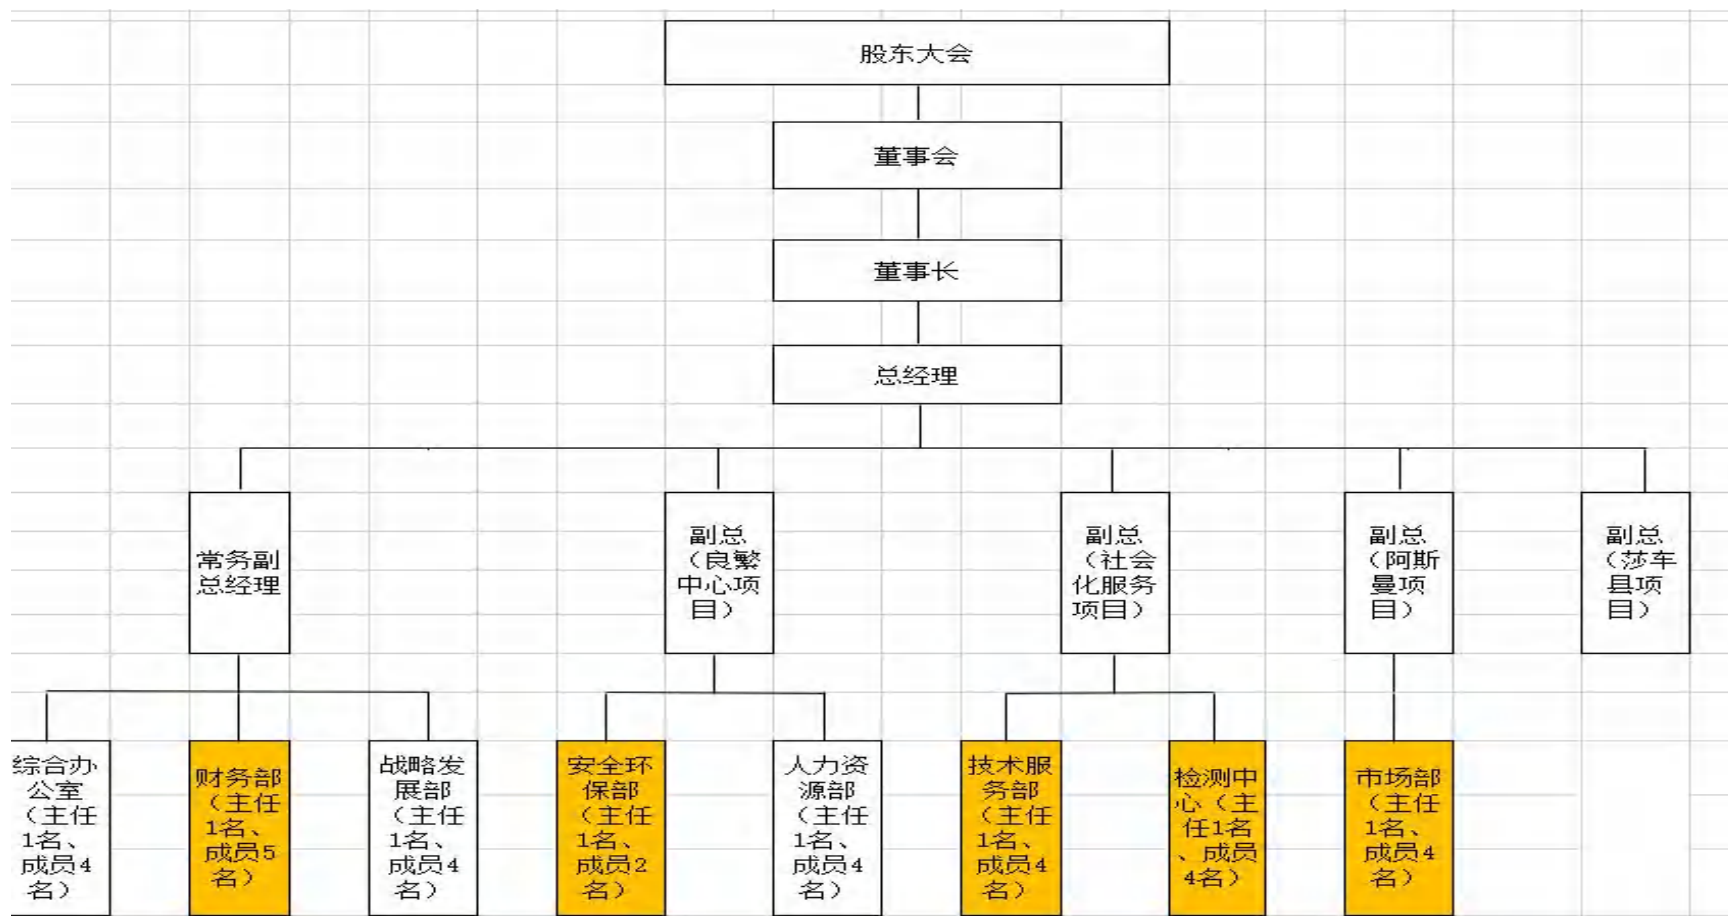 股东大会
董事会
董事长
总经理
常务副
总经理
副总
（良繁
中心项
目）
副总
（社会
化服务
项目）
副总
（阿斯
曼项
目）
副总
（莎车
县项
目）
综合办
公室
（主任
1名、
成员4
名）
财务部
（主任
1名、
成员5
名）
战略发
展部
（主任
1名、
成员4
名）
安全环
保部
（主任
1名、
成员2
名）
人力资
源部
（主任
1名、
成员4
名）
技术服
务部
（主任
1名、
成员4
名）
检测中
心（主
任1名
、成员
4名）
市场部
（主任
1名、
成员4
名）